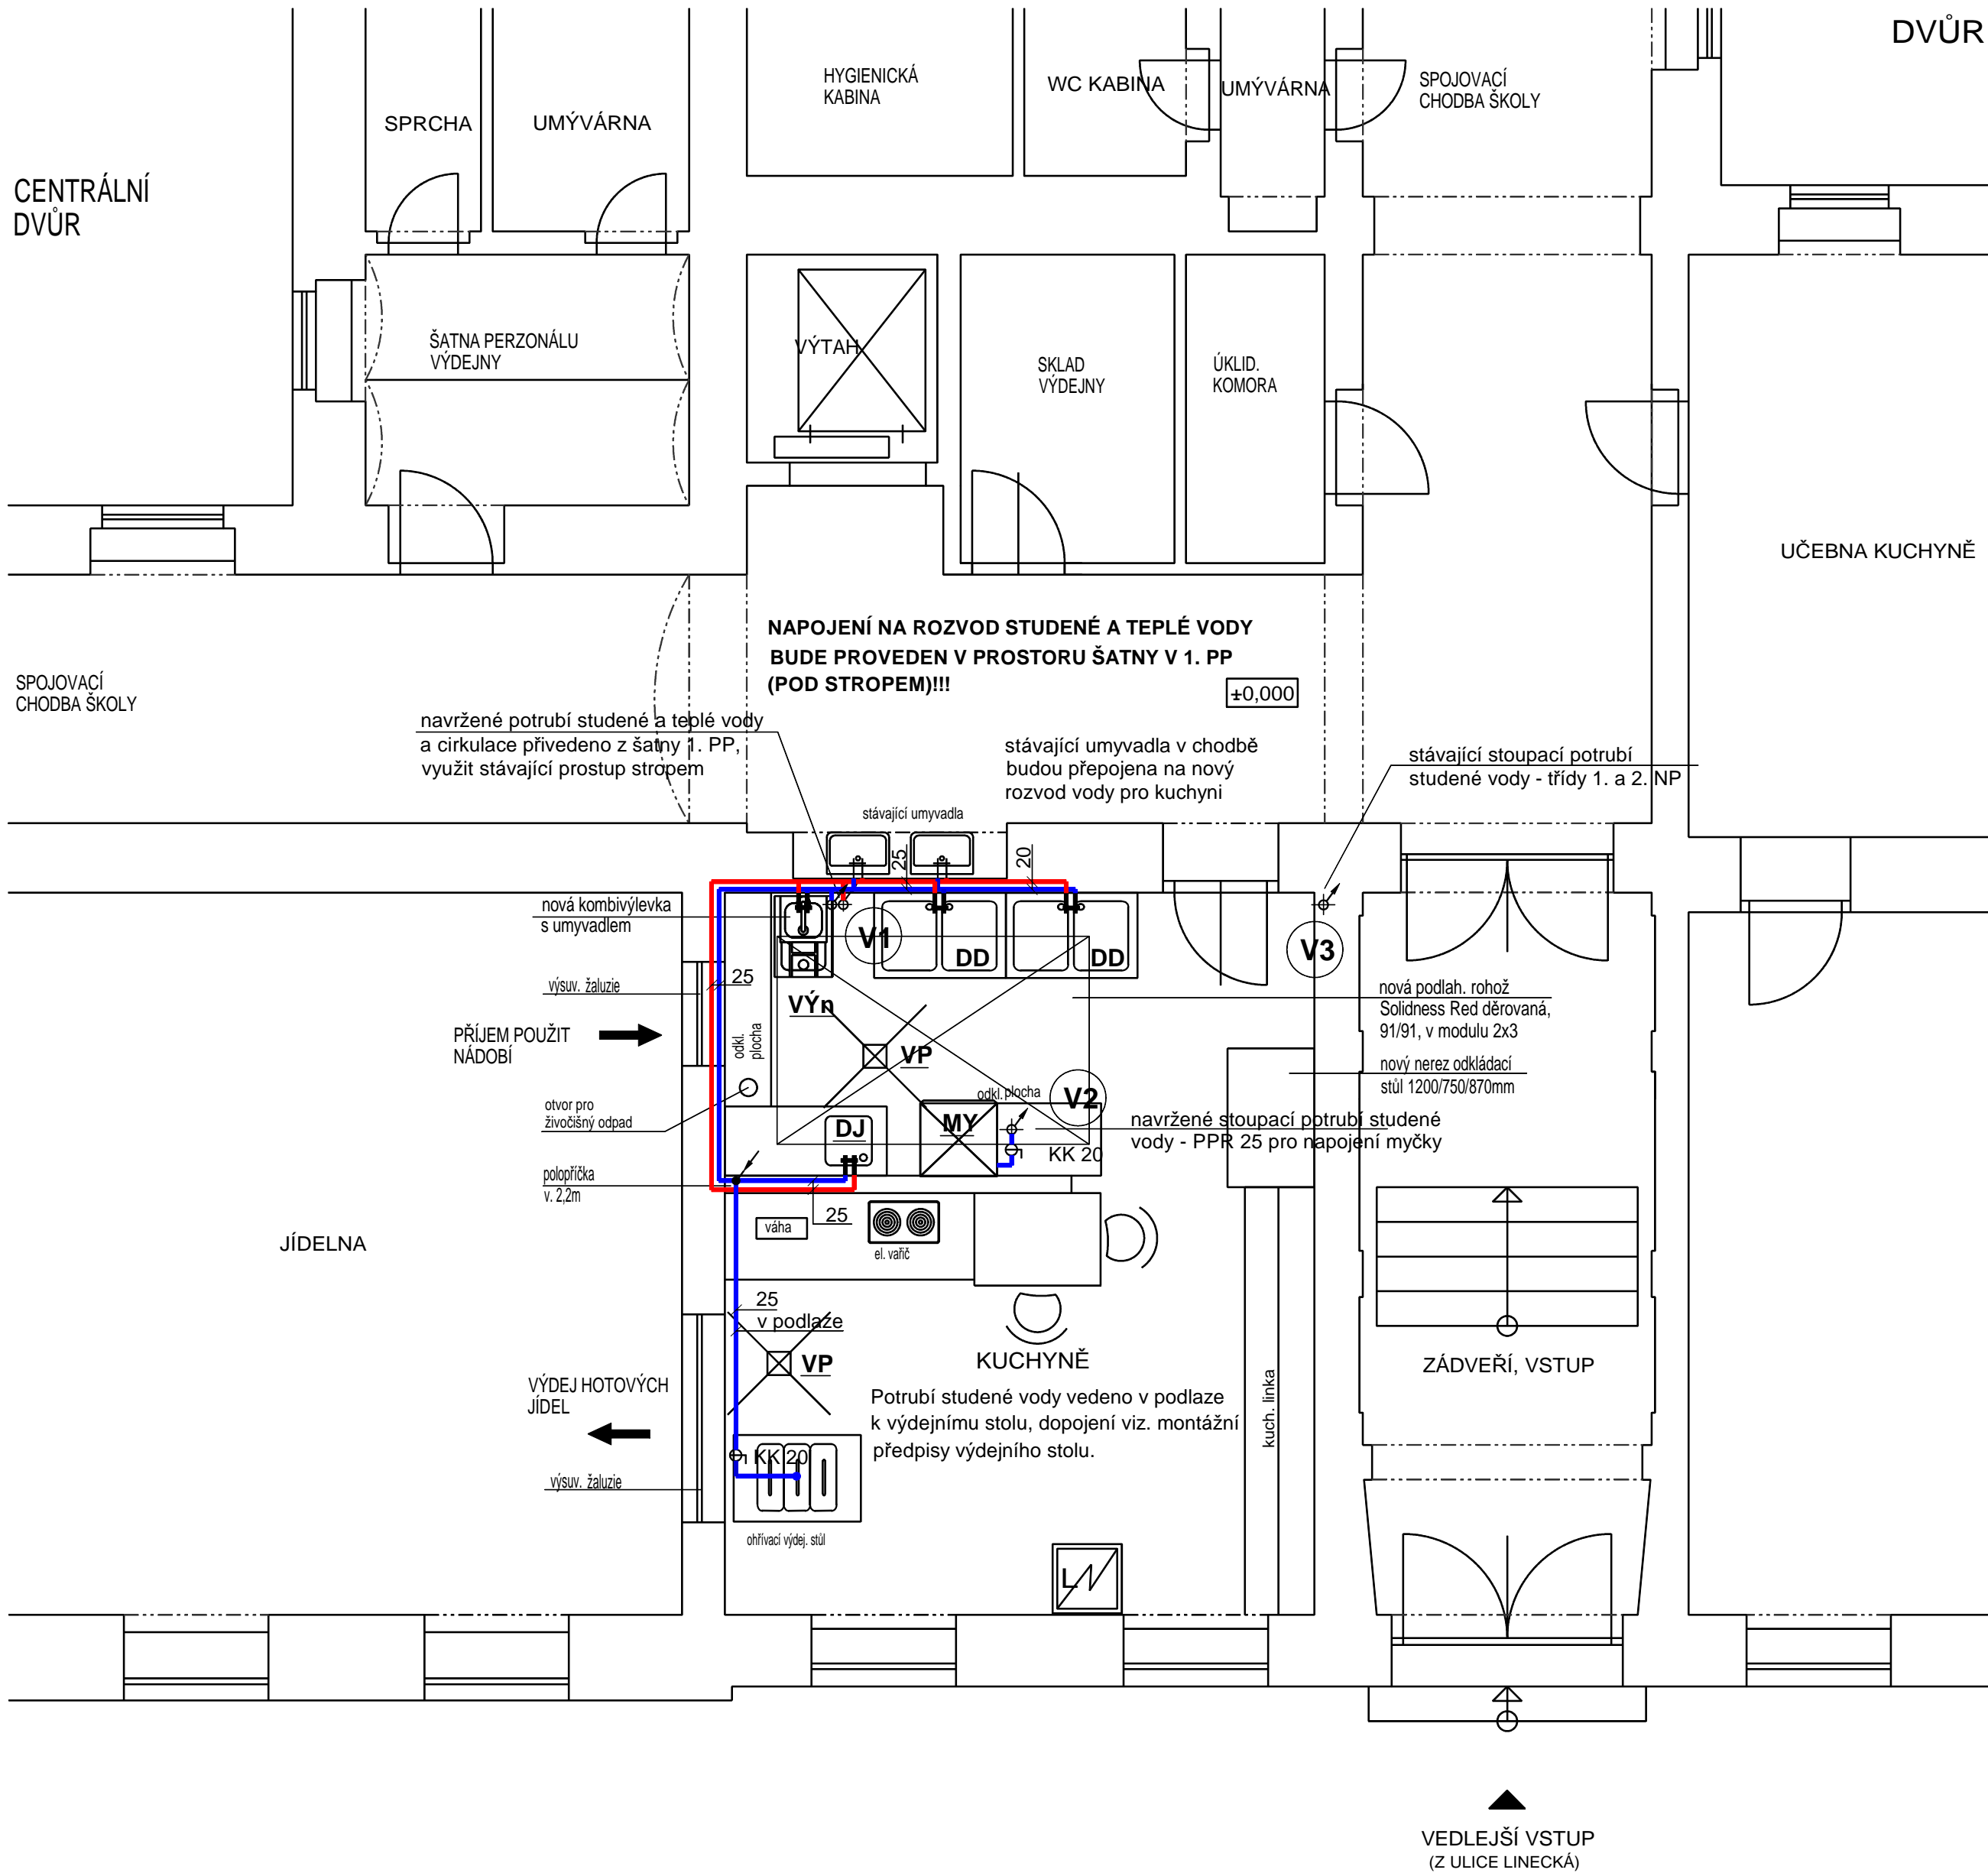 DVŮR
HYGIENICKÁ
KABINA
WC KABINA
UMÝVÁRNA
SPOJOVACÍ
CHODBA ŠKOLY
SPRCHA
UMÝVÁRNA
CENTRÁLNÍ
DVŮR
ŠATNA PERZONÁLU
VÝDEJNY
VÝTAH
SKLAD
VÝDEJNY
ÚKLID.
KOMORA
UČEBNA KUCHYNĚ
NAPOJENÍ NA ROZVOD STUDENÉ A TEPLÉ VODY
BUDE PROVEDEN V PROSTORU ŠATNY V 1. PP
(POD STROPEM)!!!
±0,000
SPOJOVACÍ
CHODBA ŠKOLY
navržené potrubí studené a teplé vody
a cirkulace přivedeno z šatny 1. PP,
využit stávající prostup stropem
stávající umyvadla v chodbě
budou přepojena na nový
rozvod vody pro kuchyni
stávající stoupací potrubí
studené vody - třídy 1. a 2. NP
stávající umyvadla
25
20
nová kombivýlevka
s umyvadlem
V1
DD
DD
V3
výsuv. žaluzie
25
VÝn
nová podlah. rohož
Solidness Red děrovaná,
91/91, v modulu 2x3
PŘÍJEM POUŽIT
NÁDOBÍ
odkl.
plocha
VP
nový nerez odkládací
stůl 1200/750/870mm
odkl. plocha
V2
otvor pro
živočišný odpad
DJ
MY
navržené stoupací potrubí studené
vody - PPR 25 pro napojení myčky
KK 20
polopříčka
v. 2,2m
25
váha
el. vařič
JÍDELNA
25
v podlaze
VP
KUCHYNĚ
ZÁDVEŘÍ, VSTUP
VÝDEJ HOTOVÝCH
JÍDEL
Potrubí studené vody vedeno v podlaze
k výdejnímu stolu, dopojení viz. montážní
předpisy výdejního stolu.
kuch. linka
KK 20
výsuv. žaluzie
ohřívací výdej. stůl
L
VEDLEJŠÍ VSTUP
(Z ULICE LINECKÁ)